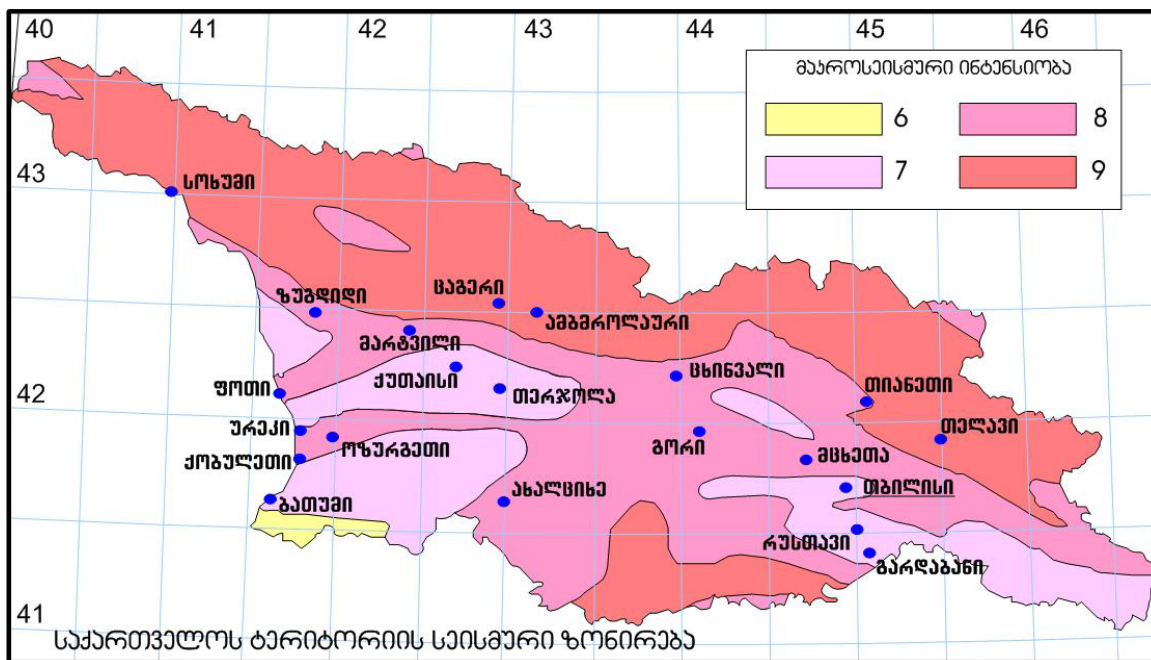 40 41 42 43 44 45 46
მაკროსეისმური ინტენსიობა
6 8
7 9
43
სოხუმი
ცაგერი
ზუგდიდი
ამბმროლაური
მარტვილი
ცხინვალი
ქუთაისი
თიანეთი
ფოთი
თერჯოლა
42
თელავი
ურეკი
ოზურგეთი
გორი
მცხეთა
ქობულეთი
ახალციხე
თბილისი
ბათუმი
რუსთავი
გარდაბანი
41
საქართველოს ტერიტორიის სეისმური ზონირება